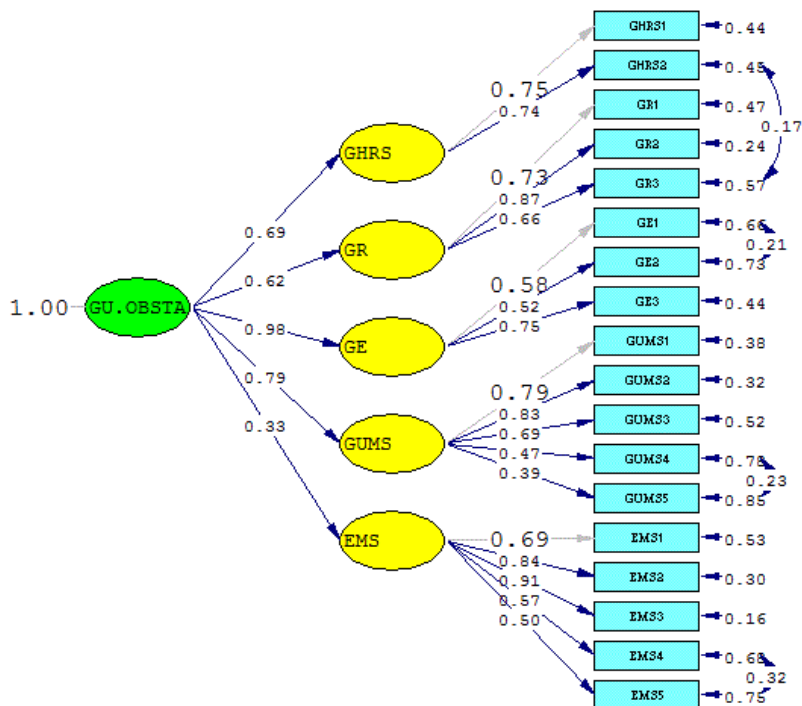 GHRS1
0.44
GHRS2
0.45
0.75
0.74
GR1
0.47
0.17
GR2
0.24
GHRS
0.73
0.87
0.66
GR3
0.57
GE1
0.66
0.69
0.21
GR
GE2
0.73
0.62
0.58
0.52
0.75
GE3
0.44
1.00
GU.OBSTA
0.98
GE
GUMS1
0.38
0.79
GUMS2
0.32
0.79
0.83
0.69
0.47
0.39
GUMS3
0.52
0.33
GUMS
GUMS4
0.78
0.23
GUMS5
0.85
EMS
0.69
0.84
0.91
0.57
0.50
EMS1
0.53
EMS2
0.30
EMS3
0.16
EMS4
0.68
0.32
EMS5
0.75